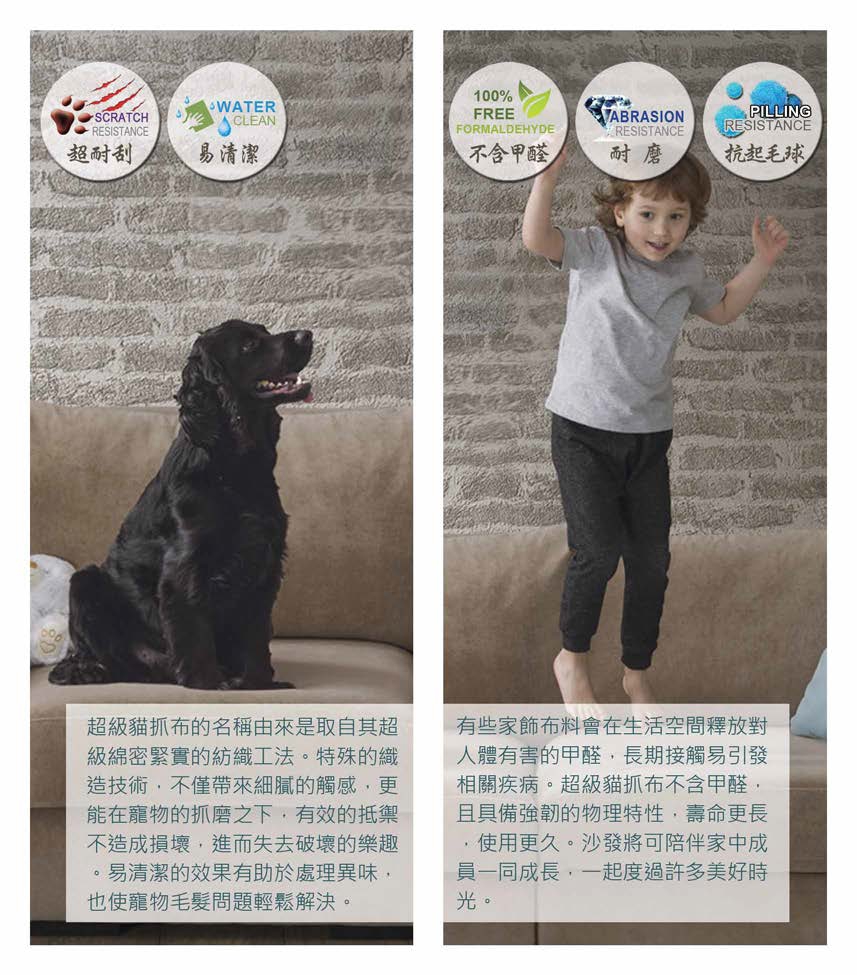 SCRATCH
RESISTANCE
超耐刮
WATER
CLEAN
易清潔
超級貓抓布的名稱由來是取自其超
級綿密緊實的紡織工法。特殊的織
造技術，不僅帶來細膩的觸感，更
能在寵物的抓磨之下，有效的抵禦
不造成損壞，進而失去破壞的樂趣
。易清潔的效果有助於處理異味，
也使寵物毛髮問題輕鬆解決。
100%
FREE
FORMALDEHYDE
不含甲醛
ABRASION
RESISTANCE
耐 磨
PILLING
RESISTANCE
抗起毛球
有些家飾布料會在生活空間釋放對
人體有害的甲醛，長期接觸易引發
相關疾病。超級貓抓布不含甲醛，
且具備強韌的物理特性，壽命更長
，使用更久。沙發將可陪伴家中成
員一同成長，一起度過許多美好時
光。